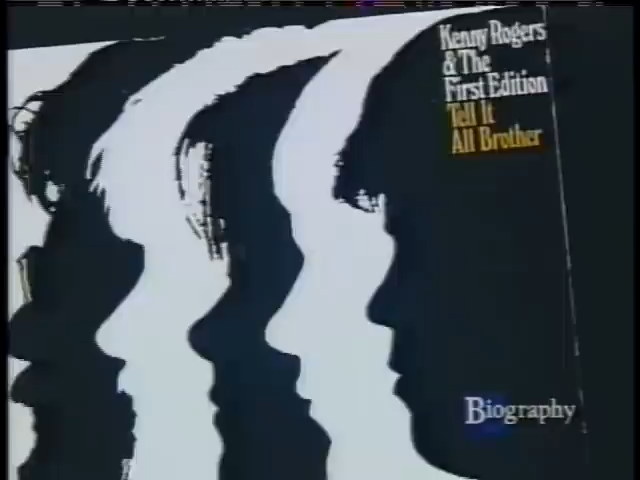 Kenny Rogers
& The
First Edition
Tell It
All Brother
Biography